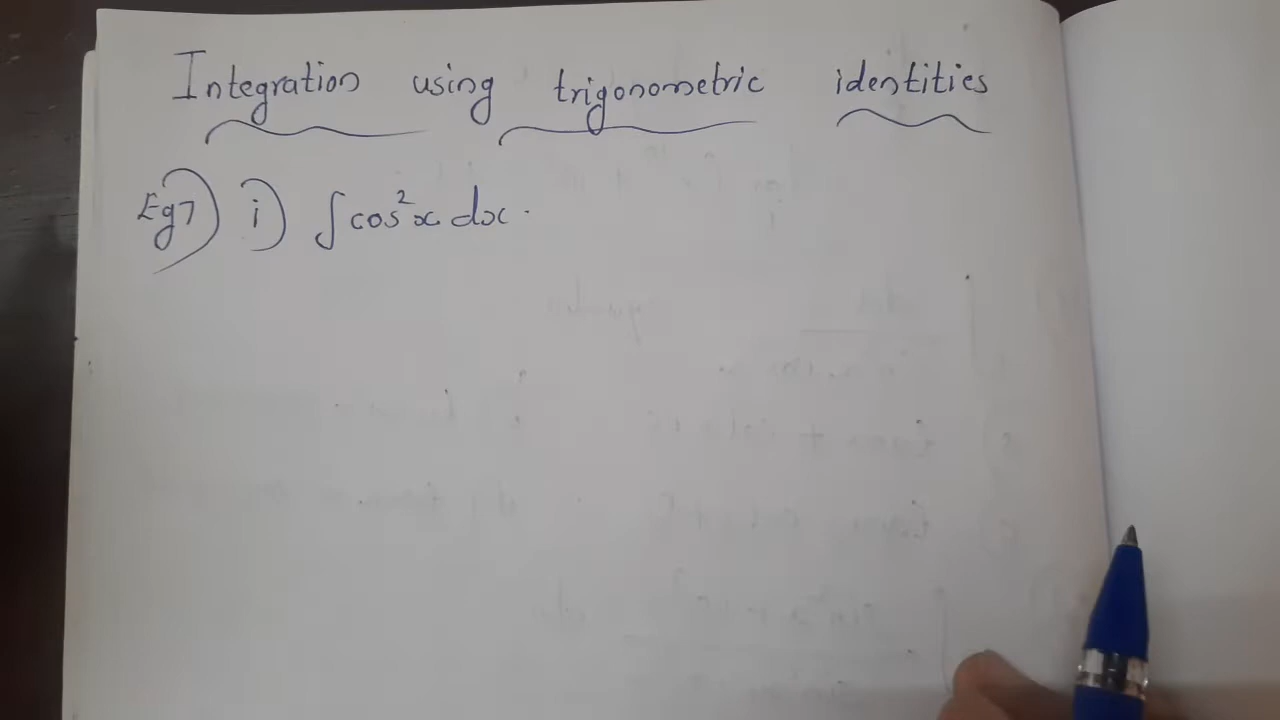 Integration using trigonometric identities
Eg7) i) ∫cos²x dx.